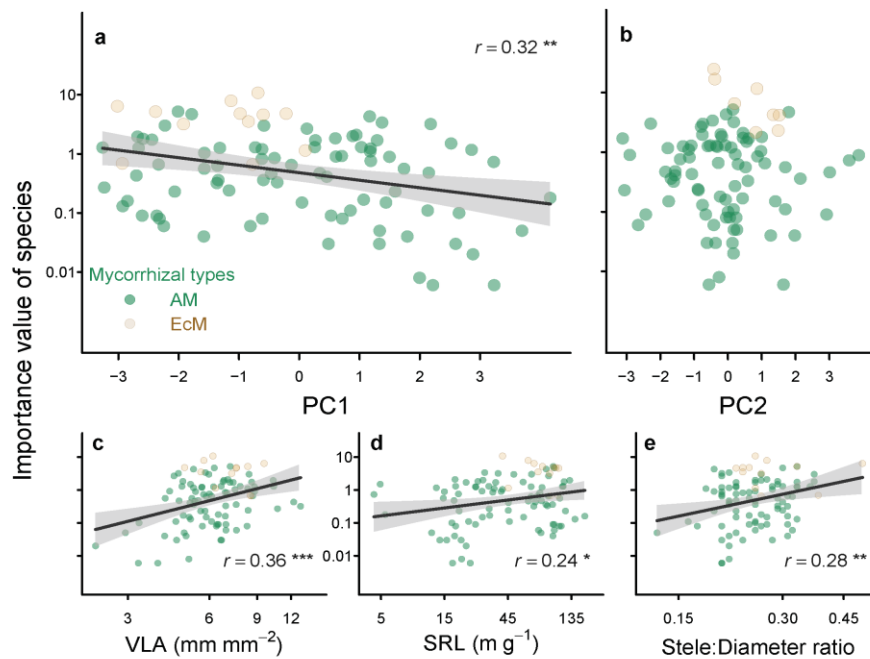 a
r = 0.32 **
b
10
1
0.1
0.01
Mycorrhizal types
AM
EcM
−3 −2 −1 0 1 2 3
PC1
−3 −2 −1 0 1 2 3
PC2
Importance value of species
c
r = 0.36 ***
3 6 9 12
VLA (mm mm⁻²)
d
10
1
0.1
0.01
r = 0.24 *
5 15 45 135
SRL (m g⁻¹)
e
r = 0.28 **
0.15 0.30 0.45
Stele:Diameter ratio